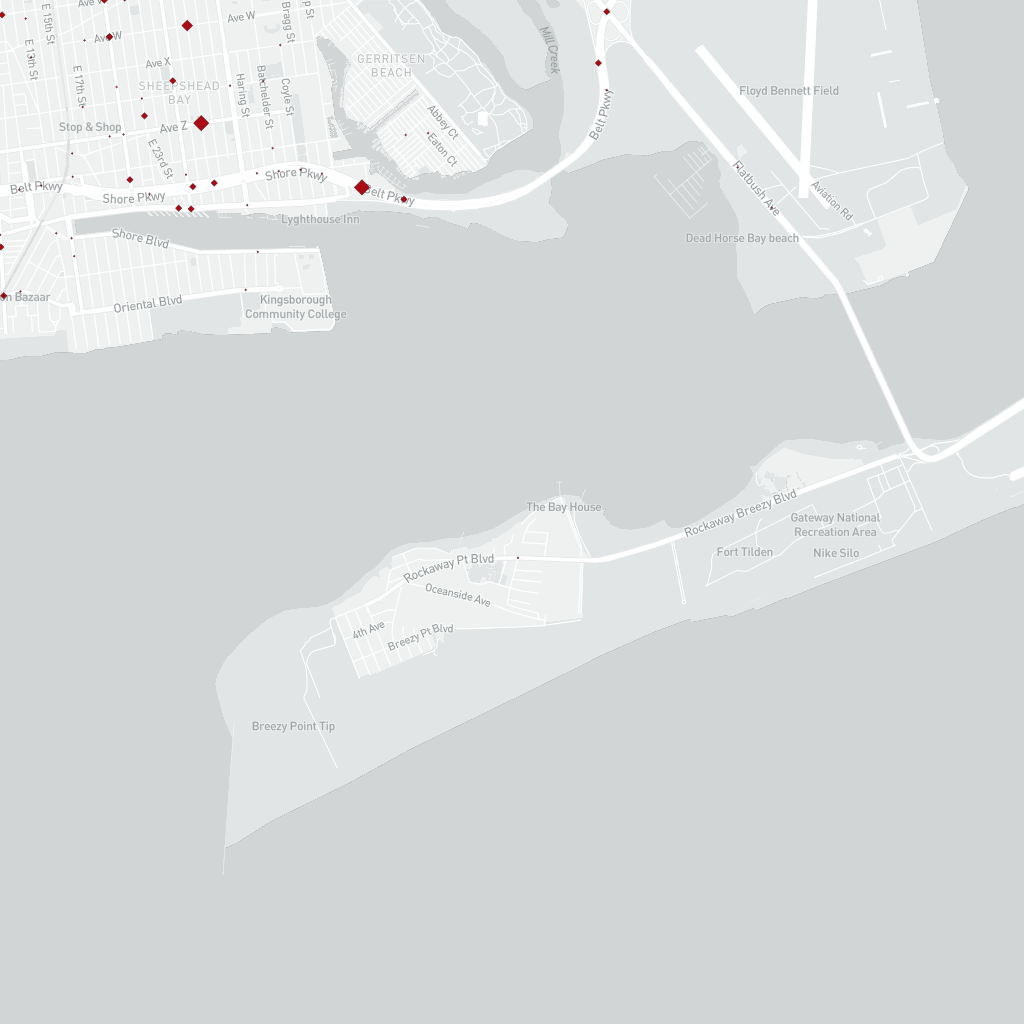 E 15th St
Ave W
Bragg St
Ave W
E 13th St
Mill Creek
Ave X
GERRITSEN
BEACH
SHEEPSHEAD
BAY
E 17th St
Haring St
Batchelder St
Coyle St
Floyd Bennett Field
Abbey Ct
Belt Pkwy
Stop & Shop
Ave Z
Eaton Ct
E 23rd St
Belt Pkwy
Shore Pkwy
Shore Pkwy
Belt Pkwy
Flatbush Ave
Aviation Rd
Lyghthouse Inn
Shore Blvd
Dead Horse Bay beach
on Bazaar
Oriental Blvd
Kingsborough
Community College
The Bay House
Rockaway Breezy Blvd
Gateway National
Recreation Area
Fort Tilden
Nike Silo
Rockaway Pt Blvd
Oceanside Ave
4th Ave
Breezy Pt Blvd
Breezy Point Tip